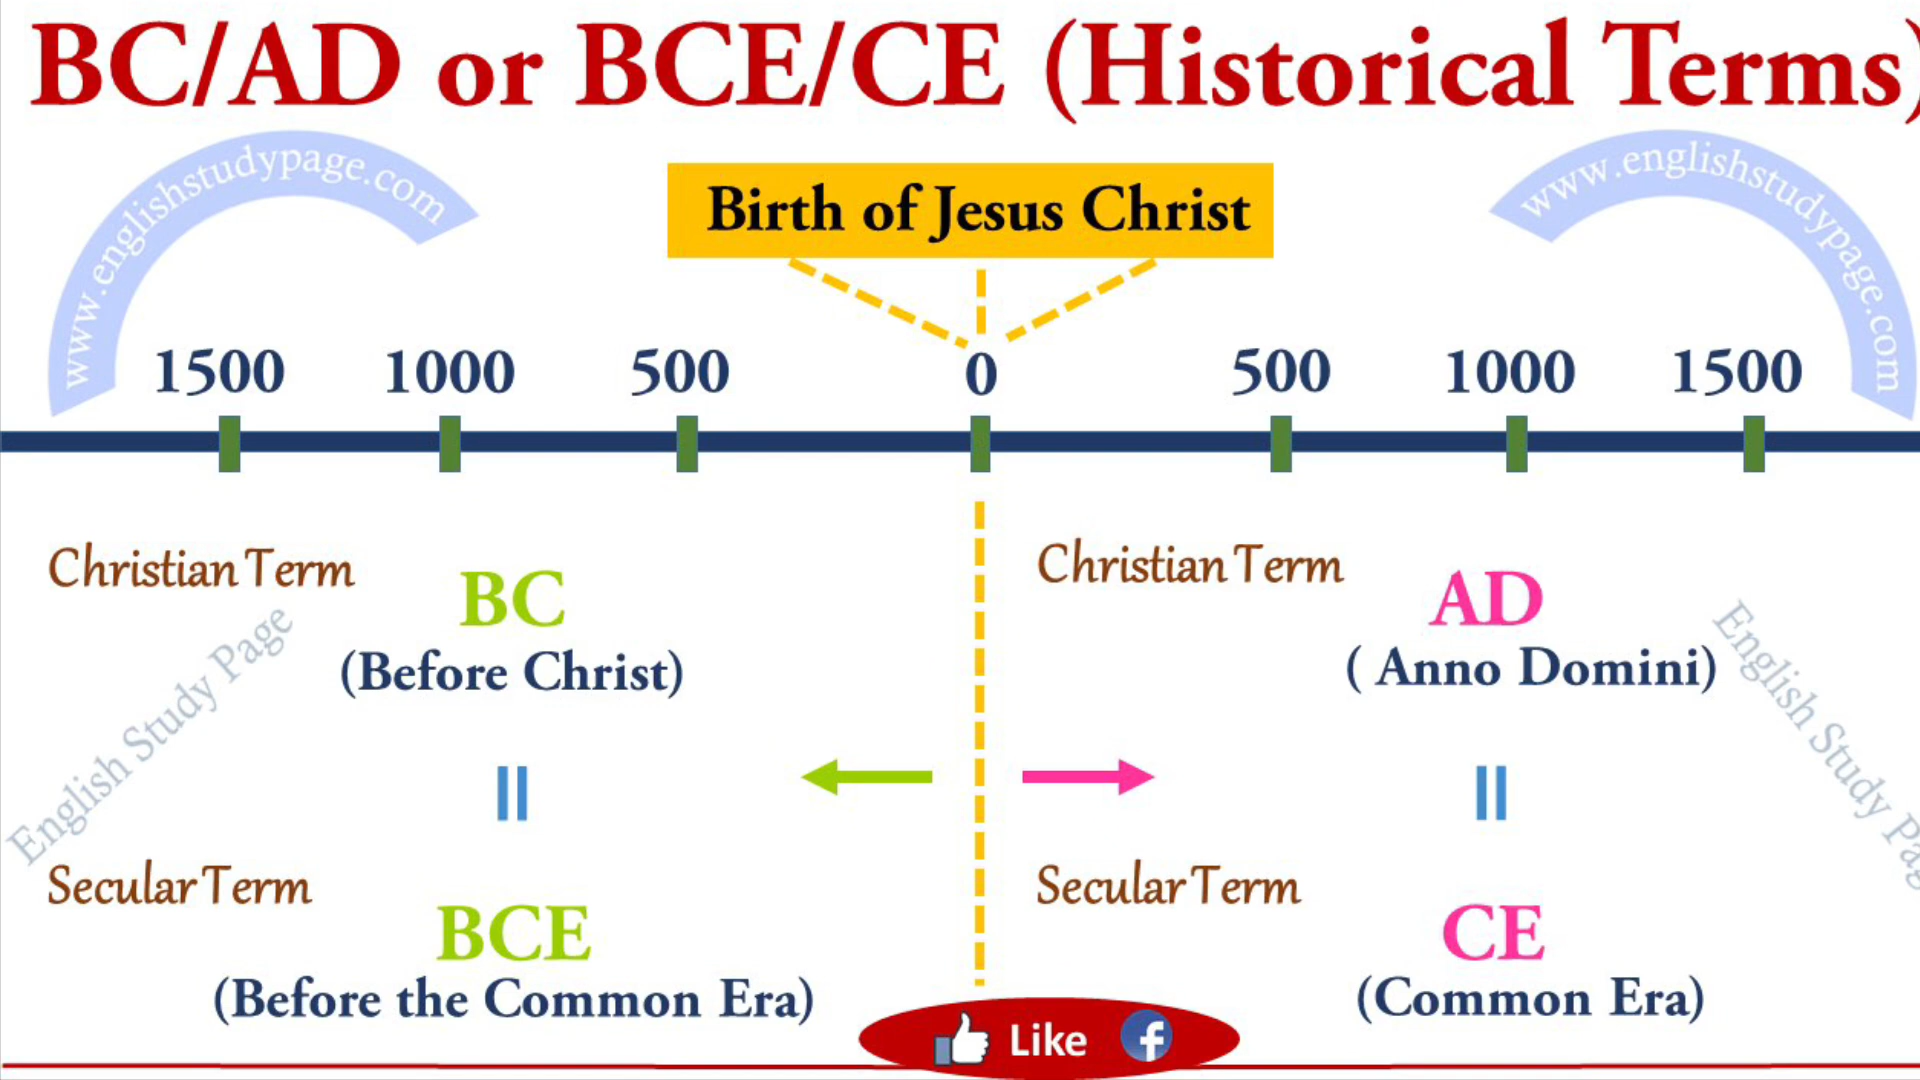 BC/AD or BCE/CE (Historical Terms)
www.englishstudypage.com
www.englishstudypage.com
Birth of Jesus Christ
1500 1000 500 0 500 1000 1500
Christian Term
BC
(Before Christ)
Christian Term
AD
( Anno Domini)
English Study Page
English Study Pa
Secular Term
BCE
(Before the Common Era)
Secular Term
CE
(Common Era)
Like f